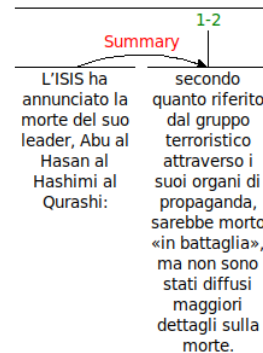 1-2
Summary
L'ISIS ha
annunciato la
morte del suo
leader, Abu al
Hasan al
Hashimi al
Qurashi:
secondo
quanto riferito
dal gruppo
terroristico
attraverso i
suoi organi di
propaganda,
sarebbe morto
«in battaglia»,
ma non sono
stati diffusi
maggiori
dettagli sulla
morte.